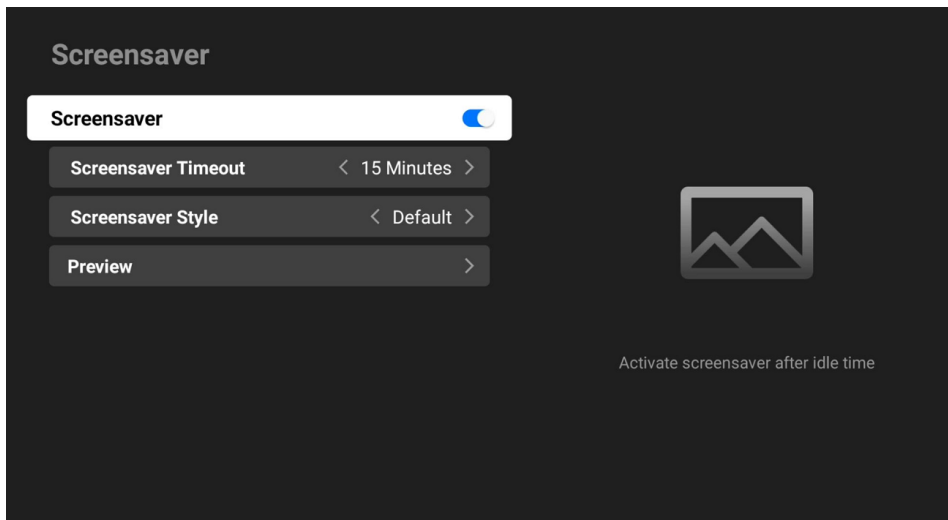 Screensaver
Screensaver
Screensaver Timeout 15 Minutes
Screensaver Style Default
Preview
Activate screensaver after idle time